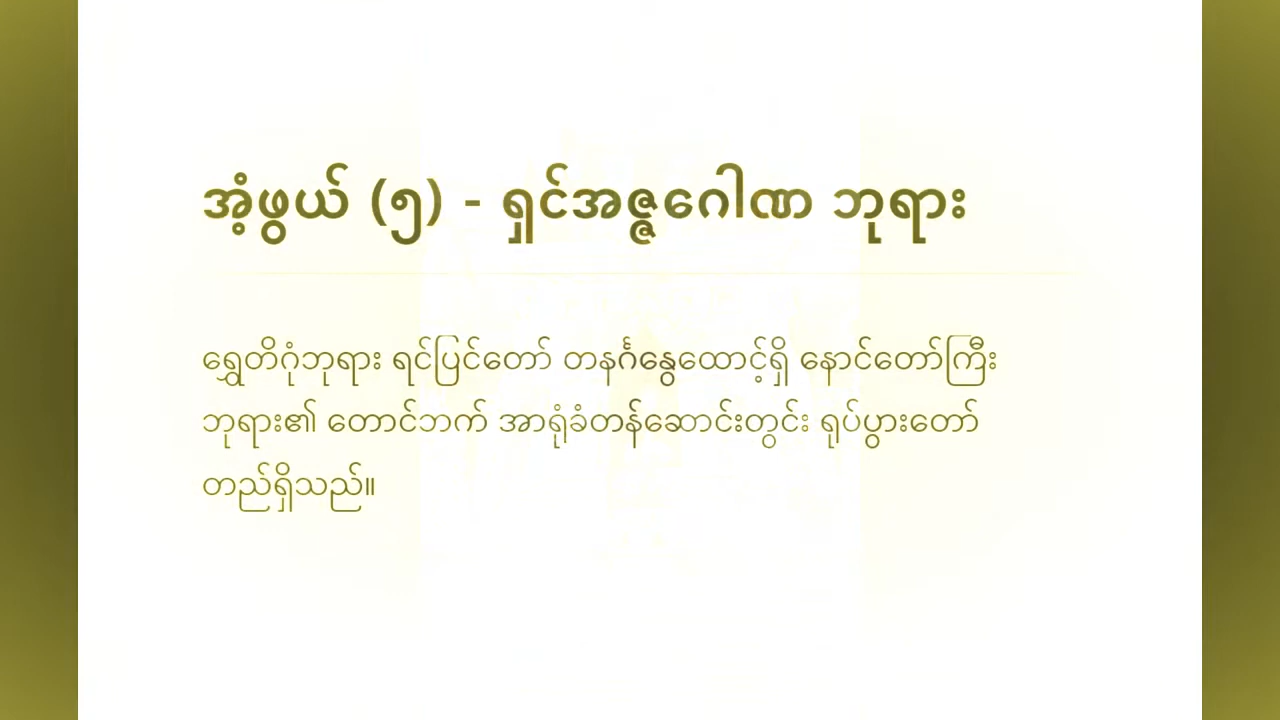 အံ့ဖွယ် (၅) - ရှင်အဇ္ဇဂေါဏ ဘုရား
ရွှေတိဂုံဘုရား ရင်ပြင်တော် တနင်္ဂနွေထောင့်ရှိ နောင်တော်ကြီး
ဘုရား၏ တောင်ဘက် အာရုံခံတန်ဆောင်းတွင်း ရုပ်ပွားတော်
တည်ရှိသည်။